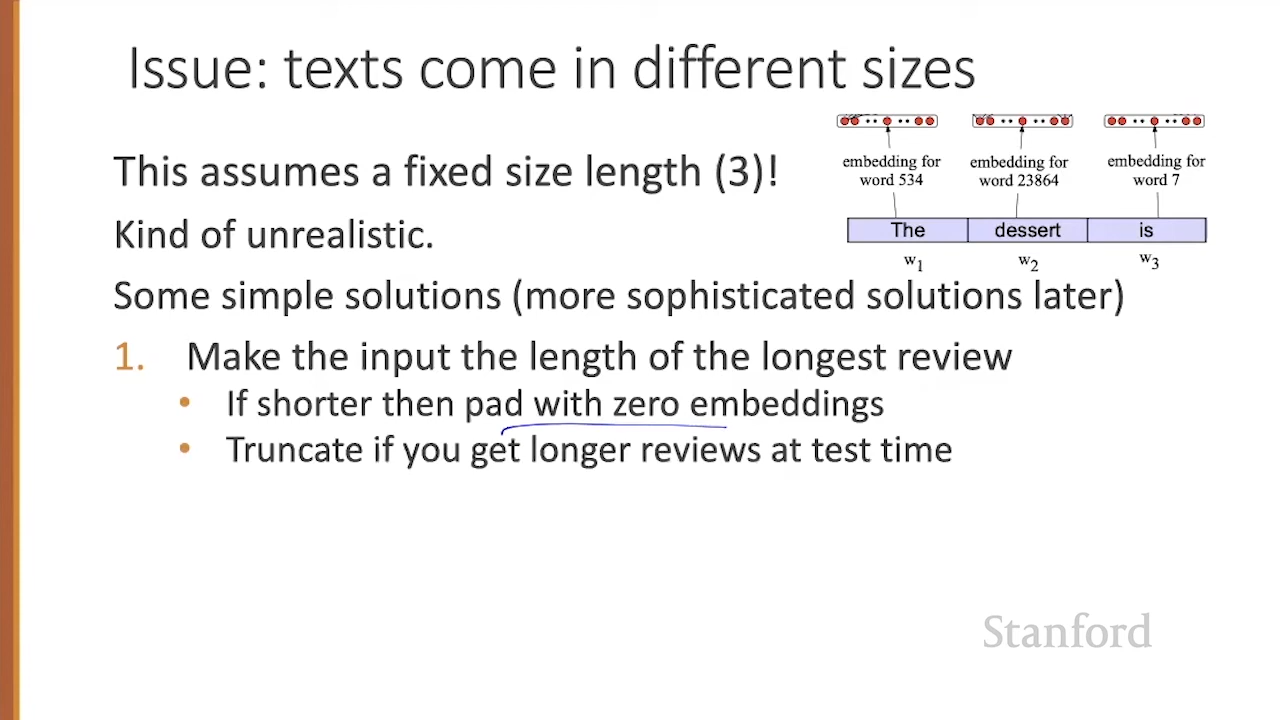 Issue: texts come in different sizes
This assumes a fixed size length (3)!
Kind of unrealistic.
Some simple solutions (more sophisticated solutions later)
1. Make the input the length of the longest review
• If shorter then pad with zero embeddings
• Truncate if you get longer reviews at test time
embedding for word 534
embedding for word 23864
embedding for word 7
The dessert is
w1 w2 w3
Stanford